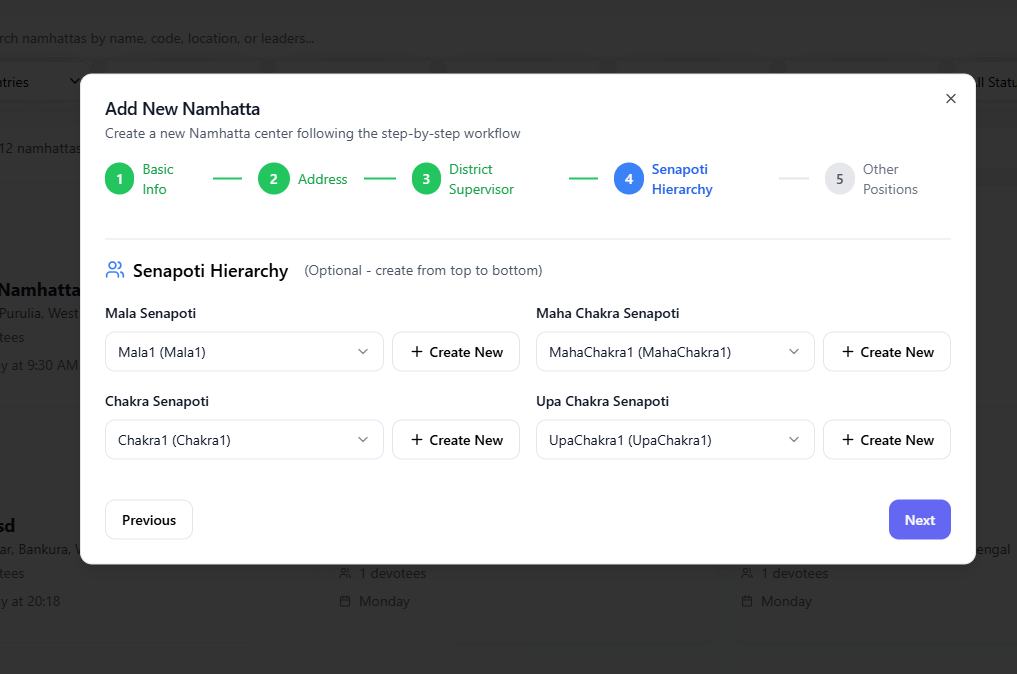 rch namhattas by name, code, location, or leaders...
ntries
ll Statu
12 namhattas
Add New Namhatta
Create a new Namhatta center following the step-by-step workflow
1
Basic
Info
2
Address
3
District
Supervisor
4
Senapoti
Hierarchy
5
Other
Positions
Senapoti Hierarchy (Optional - create from top to bottom)
Mala Senapoti
Maha Chakra Senapoti
Mala1 (Mala1)
+ Create New
MahaChakra1 (MahaChakra1)
+ Create New
Chakra Senapoti
Upa Chakra Senapoti
Chakra1 (Chakra1)
+ Create New
UpaChakra1 (UpaChakra1)
+ Create New
Previous
Next
Namhatta
Purulia, West
tees
y at 9:30 AM
sd
ar, Bankura,
engal
tees
1 devotees
1 devotees
y at 20:18
Monday
Monday